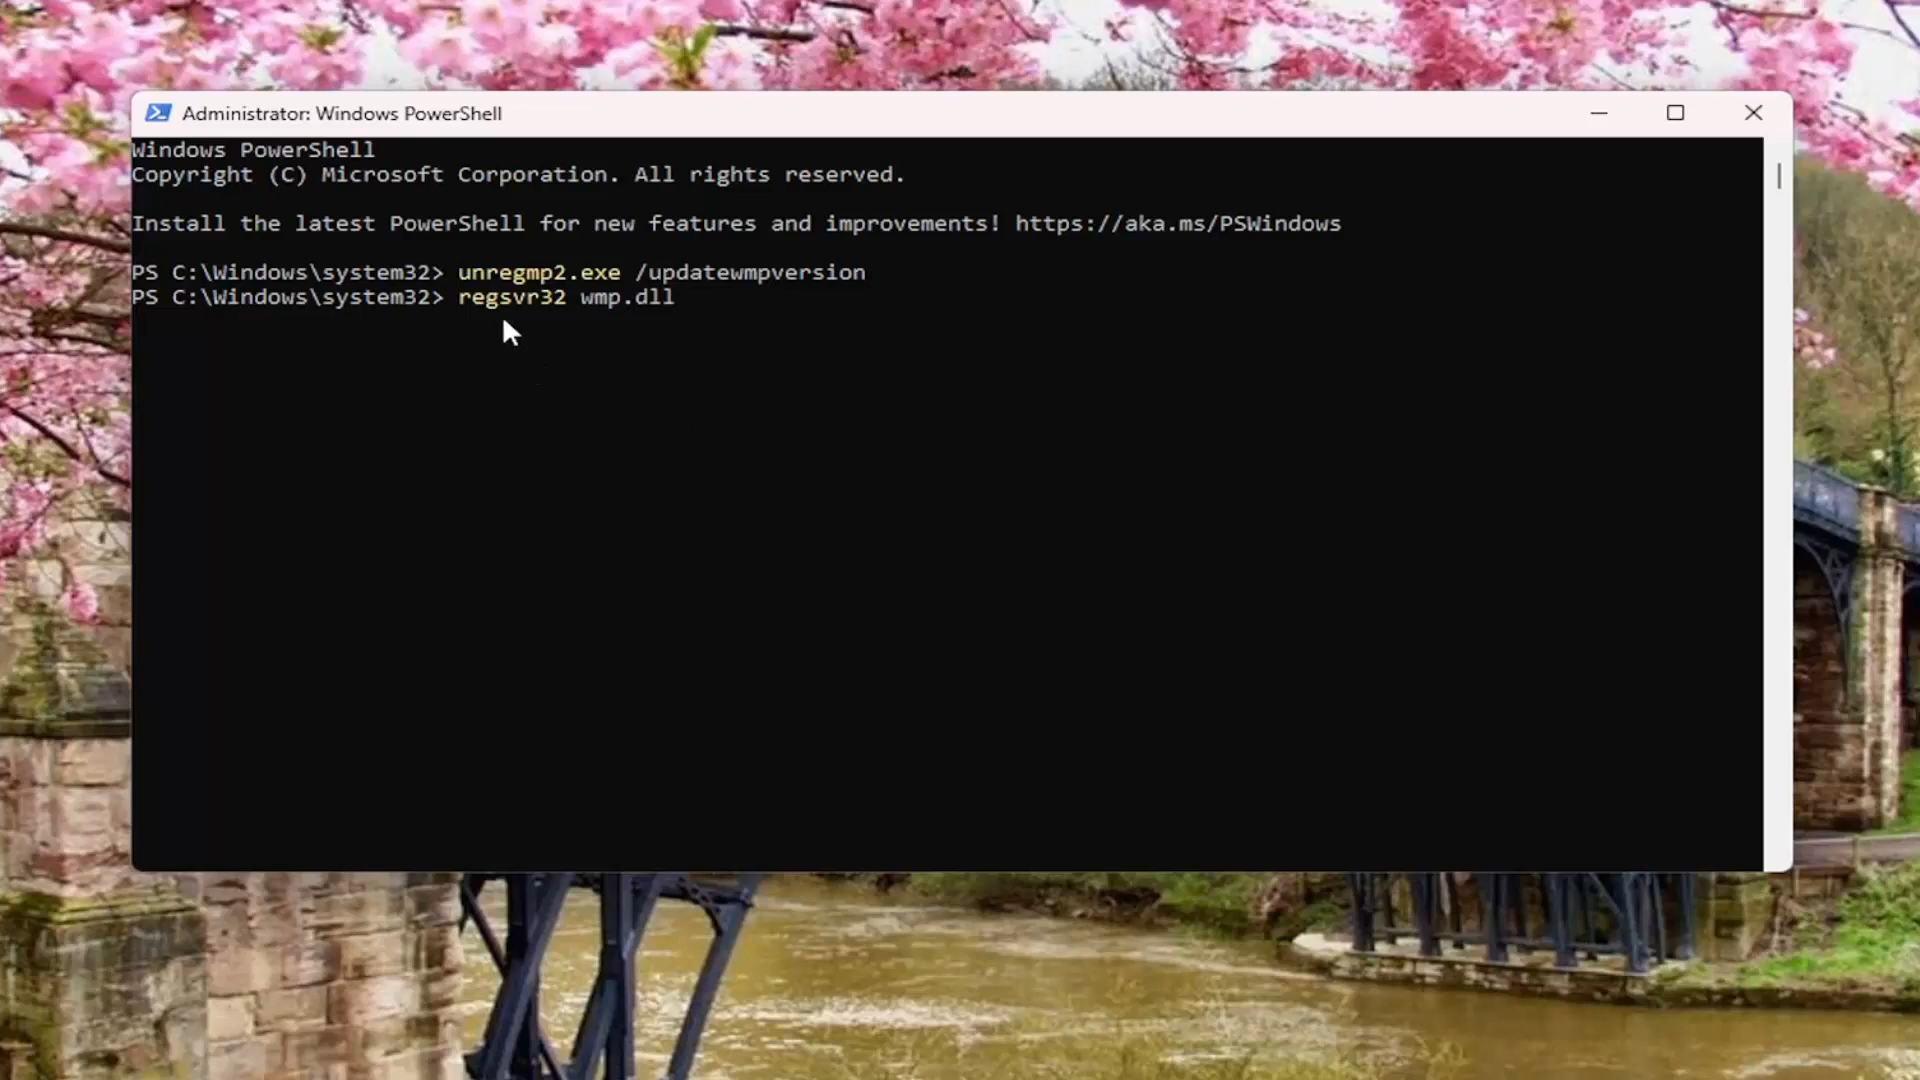 Administrator: Windows PowerShell
Windows PowerShell
Copyright (C) Microsoft Corporation. All rights reserved.
Install the latest PowerShell for new features and improvements! https://aka.ms/PSWindows
PS C:\Windows\system32> unregmp2.exe /updatewmpversion
PS C:\Windows\system32> regsvr32 wmp.dll